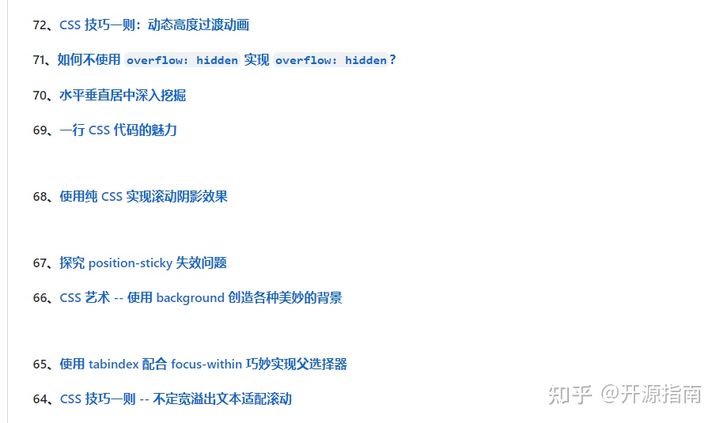 72、CSS 技巧一则：动态高度过渡动画
71、如何不使用 overflow: hidden 实现 overflow: hidden？
70、水平垂直居中深入挖掘
69、一行 CSS 代码的魅力
68、使用纯 CSS 实现滚动阴影效果
67、探究 position-sticky 失效问题
66、CSS 艺术 -- 使用 background 创造各种美妙的背景
65、使用 tabindex 配合 focus-within 巧妙实现父选择器
64、CSS 技巧一则 -- 不定宽溢出文本适配滚动
知乎 @开源指南